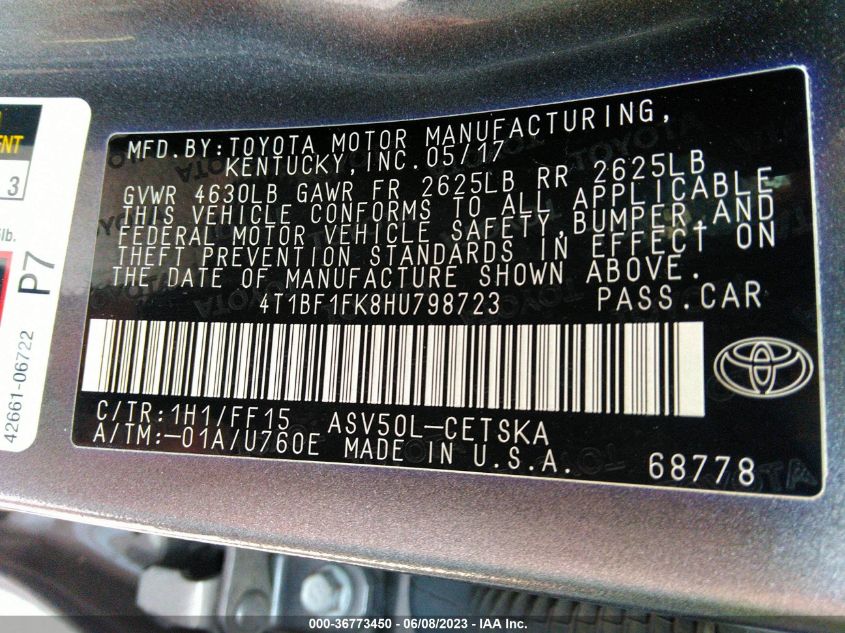 ENT
3
lb.
P7
42661-06722
MFD.BY:TOYOTA MOTOR MANUFACTURING,
KENTUCKY,INC.05/17
GVWR 4630LB GAWR FR 2625LB RR 2625LB
THIS VEHICLE CONFORMS TO ALL APPLICABLE
FEDERAL MOTOR VEHICLE SAFETY,BUMPER,AND
THEFT PREVENTION STANDARDS IN EFFECT ON
THE DATE OF MANUFACTURE SHOWN ABOVE.
4T1BF1FK8HU798723 PASS.CAR
C/TR:1H1/FF15 ASV50L-CETSKA
A/TM:-01A/U760E MADE IN U.S.A. 68778
000-36773450 - 06/08/2023 - IAA Inc.